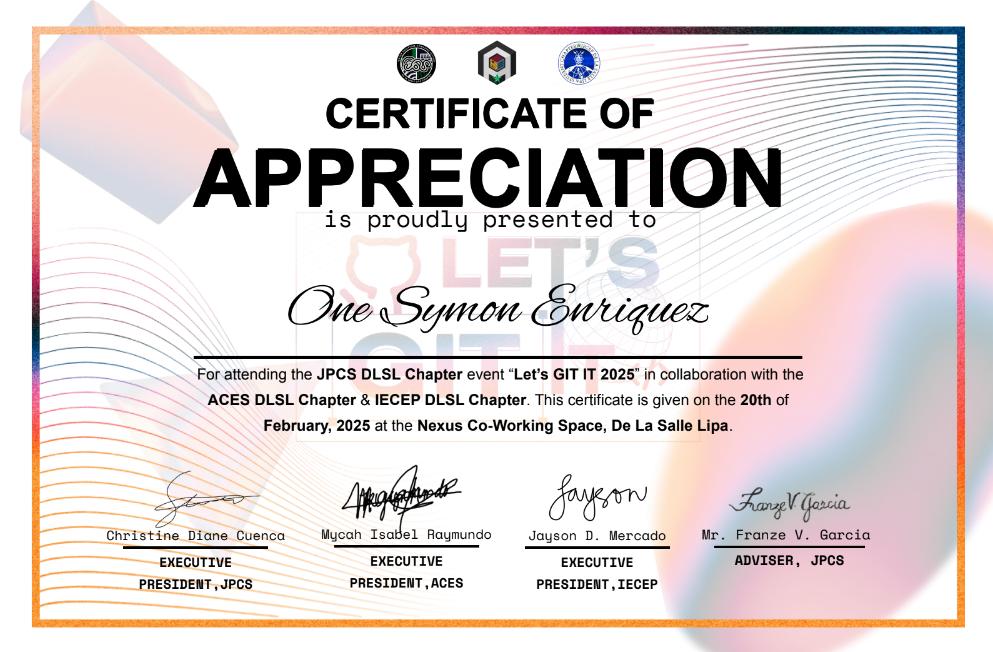 CERTIFICATE OF
APPRECIATION
is proudly presented to
LET'S
GIT IT
One Symon Enriquez
For attending the JPCS DLSL Chapter event “Let’s GIT IT 2025” in collaboration with the
ACES DLSL Chapter & IECEP DLSL Chapter. This certificate is given on the 20th of
February, 2025 at the Nexus Co-Working Space, De La Salle Lipa.
Jayson
Franze V. Garcia
Christine Diane Cuenca
Mycah Isabel Raymundo
Jayson D. Mercado
Mr. Franze V. Garcia
EXECUTIVE
PRESIDENT,JPCS
EXECUTIVE
PRESIDENT,ACES
EXECUTIVE
PRESIDENT,IECEP
ADVISER, JPCS